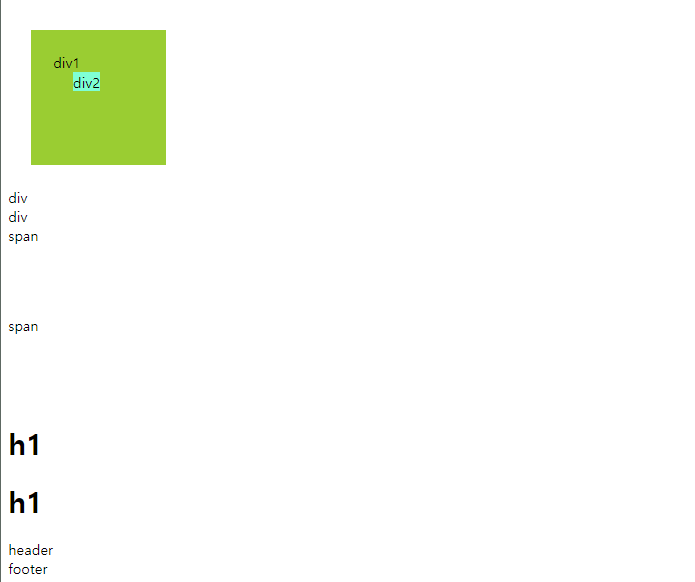 div1
div2
div
div
span
span
h1
h1
header
footer